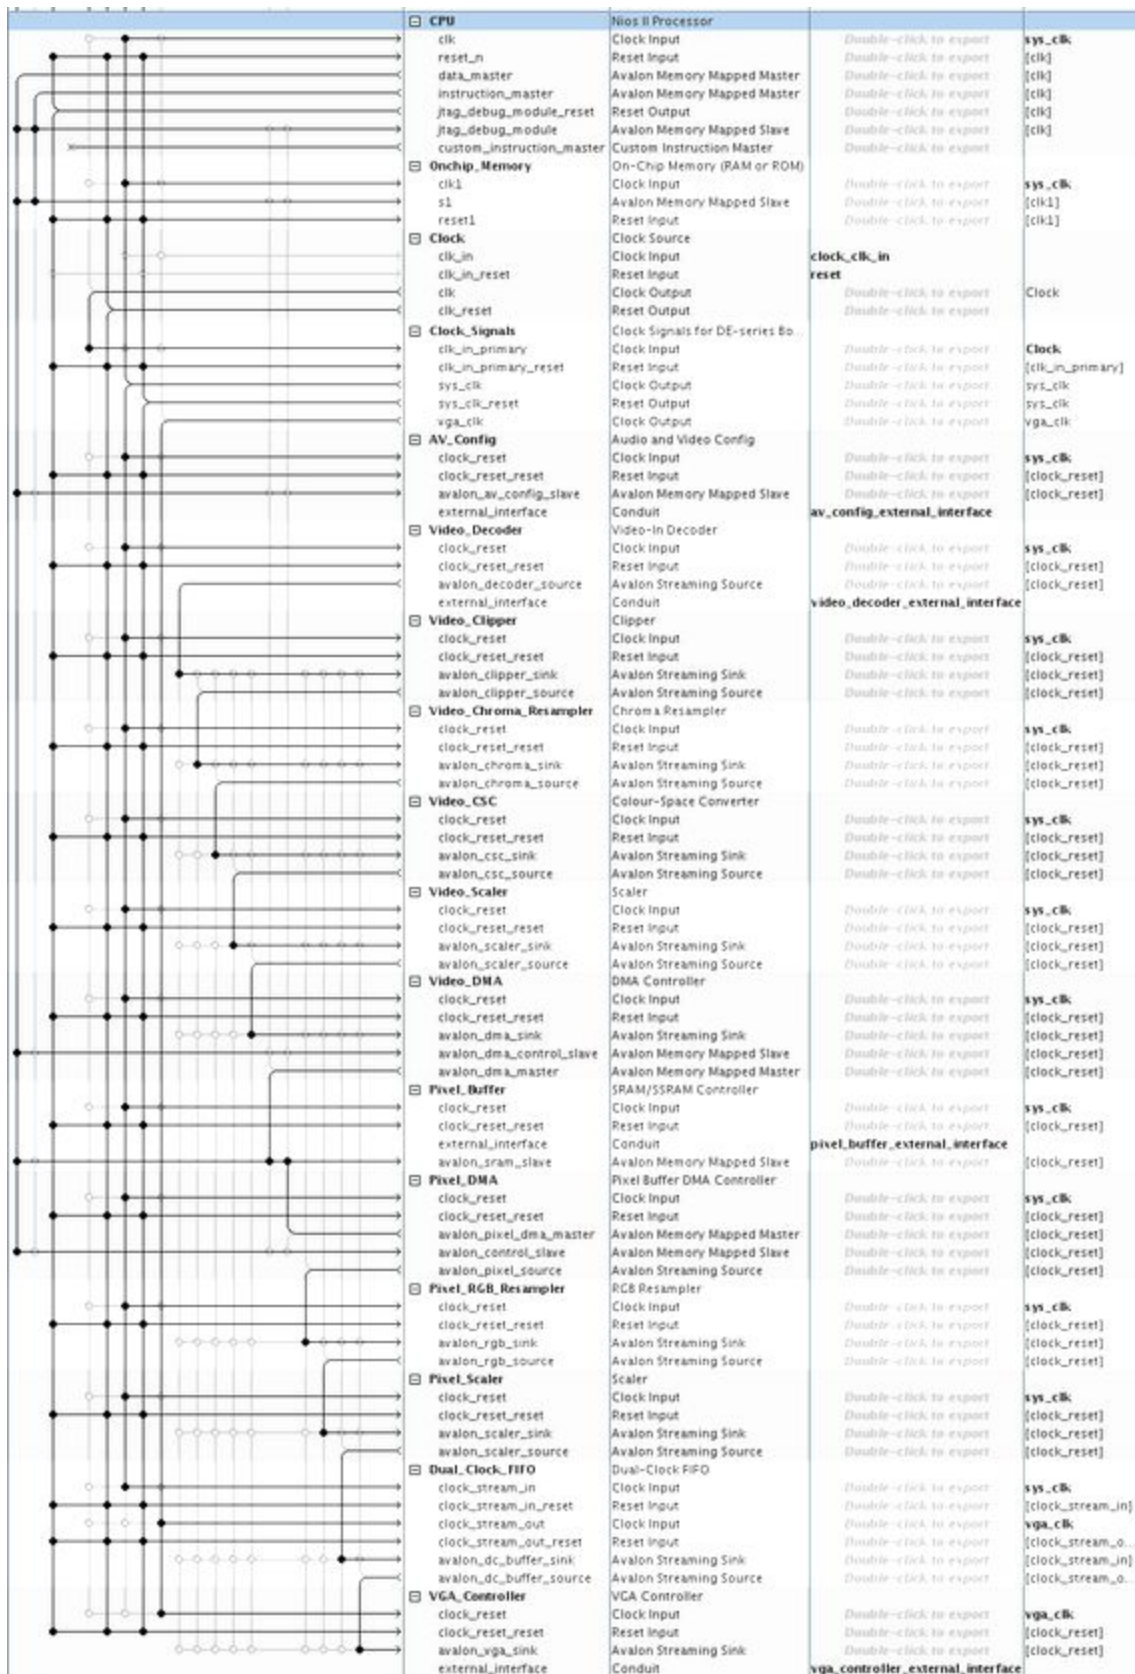 CPU Nios II Processor
clk Clock Input Double-click to export sys_clk
reset_n Reset Input Double-click to export [clk]
data_master Avalon Memory Mapped Master Double-click to export [clk]
instruction_master Avalon Memory Mapped Master Double-click to export [clk]
jtag_debug_module_reset Reset Output Double-click to export [clk]
jtag_debug_module Avalon Memory Mapped Slave Double-click to export [clk]
custom_instruction_master Custom Instruction Master Double-click to export
Onchip_Memory On-Chip Memory (RAM or ROM)
clk1 Clock Input Double-click to export sys_clk
s1 Avalon Memory Mapped Slave Double-click to export [clk1]
reset1 Reset Input Double-click to export [clk1]
Clock Clock Source
clk_in Clock Input clock_clk_in
clk_in_reset Reset Input reset
clk Clock Output Double-click to export Clock
clk_reset Reset Output Double-click to export
Clock_Signals Clock Signals for DE-series Bo...
clk_in_primary Clock Input Double-click to export Clock
clk_in_primary_reset Reset Input Double-click to export [clk_in_primary]
sys_clk Clock Output Double-click to export sys_clk
sys_clk_reset Reset Output Double-click to export sys_clk
vga_clk Clock Output Double-click to export vga_clk
AV_Config Audio and Video Config
clock_reset Clock Input Double-click to export sys_clk
clock_reset_reset Reset Input Double-click to export [clock_reset]
avalon_av_config_slave Avalon Memory Mapped Slave Double-click to export [clock_reset]
external_interface Conduit av_config_external_interface
Video_Decoder Video-In Decoder
clock_reset Clock Input Double-click to export sys_clk
clock_reset_reset Reset Input Double-click to export [clock_reset]
avalon_decoder_source Avalon Streaming Source Double-click to export [clock_reset]
external_interface Conduit video_decoder_external_interface
Video_Clipper Clipper
clock_reset Clock Input Double-click to export sys_clk
clock_reset_reset Reset Input Double-click to export [clock_reset]
avalon_clipper_sink Avalon Streaming Sink Double-click to export [clock_reset]
avalon_clipper_source Avalon Streaming Source Double-click to export [clock_reset]
Video_Chroma_Resampler Chroma Resampler
clock_reset Clock Input Double-click to export sys_clk
clock_reset_reset Reset Input Double-click to export [clock_reset]
avalon_chroma_sink Avalon Streaming Sink Double-click to export [clock_reset]
avalon_chroma_source Avalon Streaming Source Double-click to export [clock_reset]
Video_CSC Colour-Space Converter
clock_reset Clock Input Double-click to export sys_clk
clock_reset_reset Reset Input Double-click to export [clock_reset]
avalon_csc_sink Avalon Streaming Sink Double-click to export [clock_reset]
avalon_csc_source Avalon Streaming Source Double-click to export [clock_reset]
Video_Scaler Scaler
clock_reset Clock Input Double-click to export sys_clk
clock_reset_reset Reset Input Double-click to export [clock_reset]
avalon_scaler_sink Avalon Streaming Sink Double-click to export [clock_reset]
avalon_scaler_source Avalon Streaming Source Double-click to export [clock_reset]
Video_DMA DMA Controller
clock_reset Clock Input Double-click to export sys_clk
clock_reset_reset Reset Input Double-click to export [clock_reset]
avalon_dma_sink Avalon Streaming Sink Double-click to export [clock_reset]
avalon_dma_control_slave Avalon Memory Mapped Slave Double-click to export [clock_reset]
avalon_dma_master Avalon Memory Mapped Master Double-click to export [clock_reset]
Pixel_Buffer SRAM/SSRAM Controller
clock_reset Clock Input Double-click to export sys_clk
clock_reset_reset Reset Input Double-click to export [clock_reset]
external_interface Conduit pixel_buffer_external_interface
avalon_sram_slave Avalon Memory Mapped Slave Double-click to export [clock_reset]
Pixel_DMA Pixel Buffer DMA Controller
clock_reset Clock Input Double-click to export sys_clk
clock_reset_reset Reset Input Double-click to export [clock_reset]
avalon_pixel_dma_master Avalon Memory Mapped Master Double-click to export [clock_reset]
avalon_control_slave Avalon Memory Mapped Slave Double-click to export [clock_reset]
avalon_pixel_source Avalon Streaming Source Double-click to export [clock_reset]
Pixel_RGB_Resampler RGB Resampler
clock_reset Clock Input Double-click to export sys_clk
clock_reset_reset Reset Input Double-click to export [clock_reset]
avalon_rgb_sink Avalon Streaming Sink Double-click to export [clock_reset]
avalon_rgb_source Avalon Streaming Source Double-click to export [clock_reset]
Pixel_Scaler Scaler
clock_reset Clock Input Double-click to export sys_clk
clock_reset_reset Reset Input Double-click to export [clock_reset]
avalon_scaler_sink Avalon Streaming Sink Double-click to export [clock_reset]
avalon_scaler_source Avalon Streaming Source Double-click to export [clock_reset]
Dual_Clock_FIFO Dual-Clock FIFO
clock_stream_in Clock Input Double-click to export sys_clk
clock_stream_in_reset Reset Input Double-click to export [clock_stream_in]
clock_stream_out Clock Input Double-click to export vga_clk
clock_stream_out_reset Reset Input Double-click to export [clock_stream_o...
avalon_dc_buffer_sink Avalon Streaming Sink Double-click to export [clock_stream_in]
avalon_dc_buffer_source Avalon Streaming Source Double-click to export [clock_stream_o...
VGA_Controller VGA Controller
clock_reset Clock Input Double-click to export vga_clk
clock_reset_reset Reset Input Double-click to export [clock_reset]
avalon_vga_sink Avalon Streaming Sink Double-click to export [clock_reset]
external_interface Conduit vga_controller_external_interface